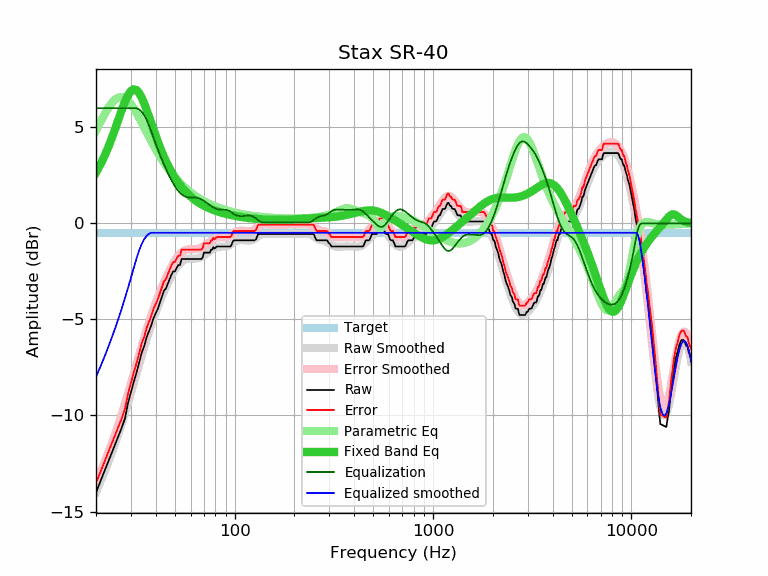 Stax SR-40
Amplitude (dBr)
5
0
−5
−10
−15
Target
Raw Smoothed
Error Smoothed
Raw
Error
Parametric Eq
Fixed Band Eq
Equalization
Equalized smoothed
100
1000
10000
Frequency (Hz)